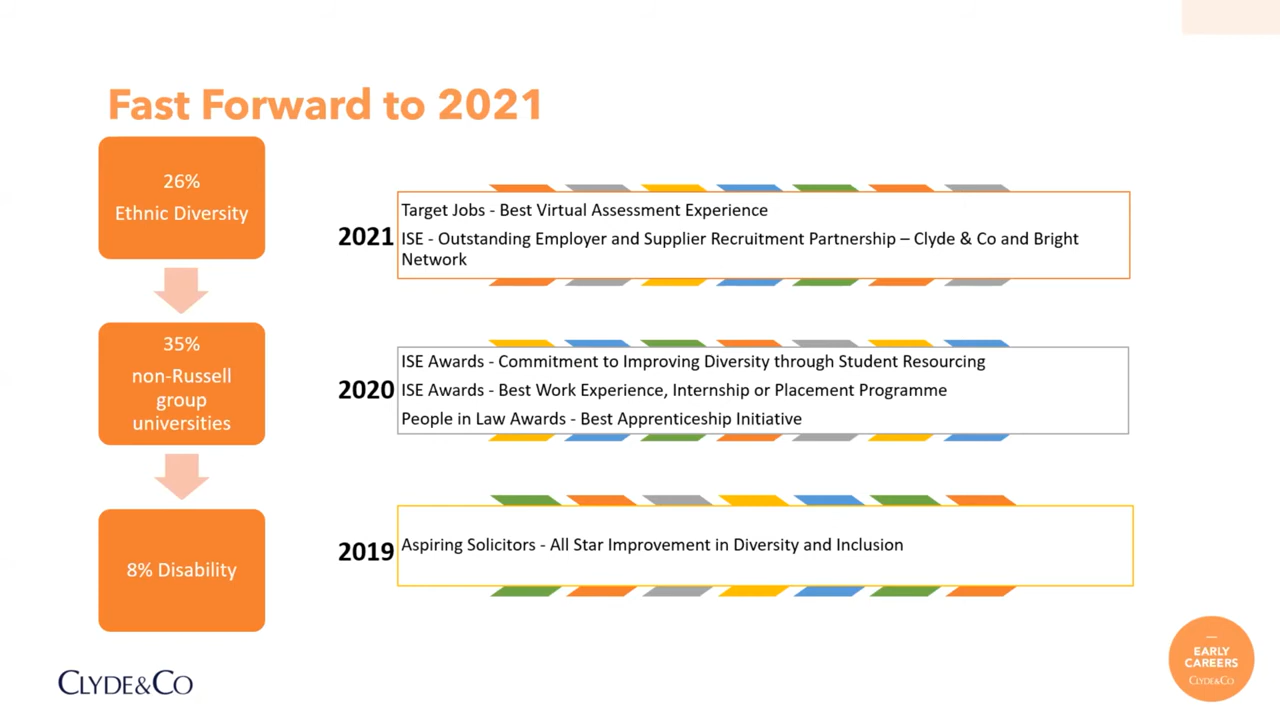 Fast Forward to 2021
26%
Ethnic Diversity
35%
non-Russell
group
universities
8% Disability
2021
Target Jobs - Best Virtual Assessment Experience
ISE - Outstanding Employer and Supplier Recruitment Partnership – Clyde & Co and Bright
Network
2020
ISE Awards - Commitment to Improving Diversity through Student Resourcing
ISE Awards - Best Work Experience, Internship or Placement Programme
People in Law Awards - Best Apprenticeship Initiative
2019
Aspiring Solicitors - All Star Improvement in Diversity and Inclusion
CLYDE&CO
EARLY
CAREERS
CLYDE&CO